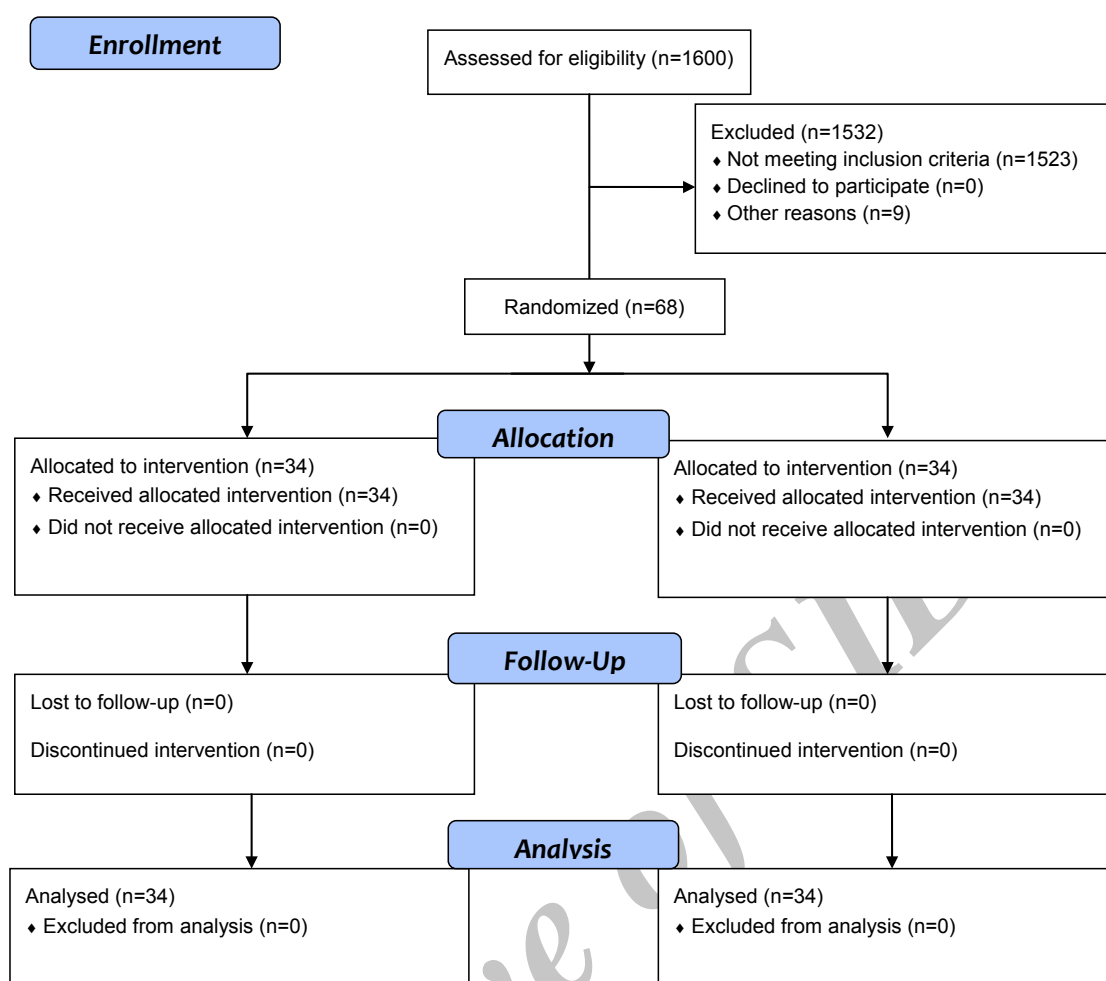 Enrollment
Assessed for eligibility (n=1600)
Excluded (n=1532)
♦ Not meeting inclusion criteria (n=1523)
♦ Declined to participate (n=0)
♦ Other reasons (n=9)
Randomized (n=68)
Allocation
Allocated to intervention (n=34)
♦ Received allocated intervention (n=34)
♦ Did not receive allocated intervention (n=0)
Allocated to intervention (n=34)
♦ Received allocated intervention (n=34)
♦ Did not receive allocated intervention (n=0)
Follow-Up
Lost to follow-up (n=0)
Discontinued intervention (n=0)
Lost to follow-up (n=0)
Discontinued intervention (n=0)
Analysis
Analysed (n=34)
♦ Excluded from analysis (n=0)
Analysed (n=34)
♦ Excluded from analysis (n=0)
of